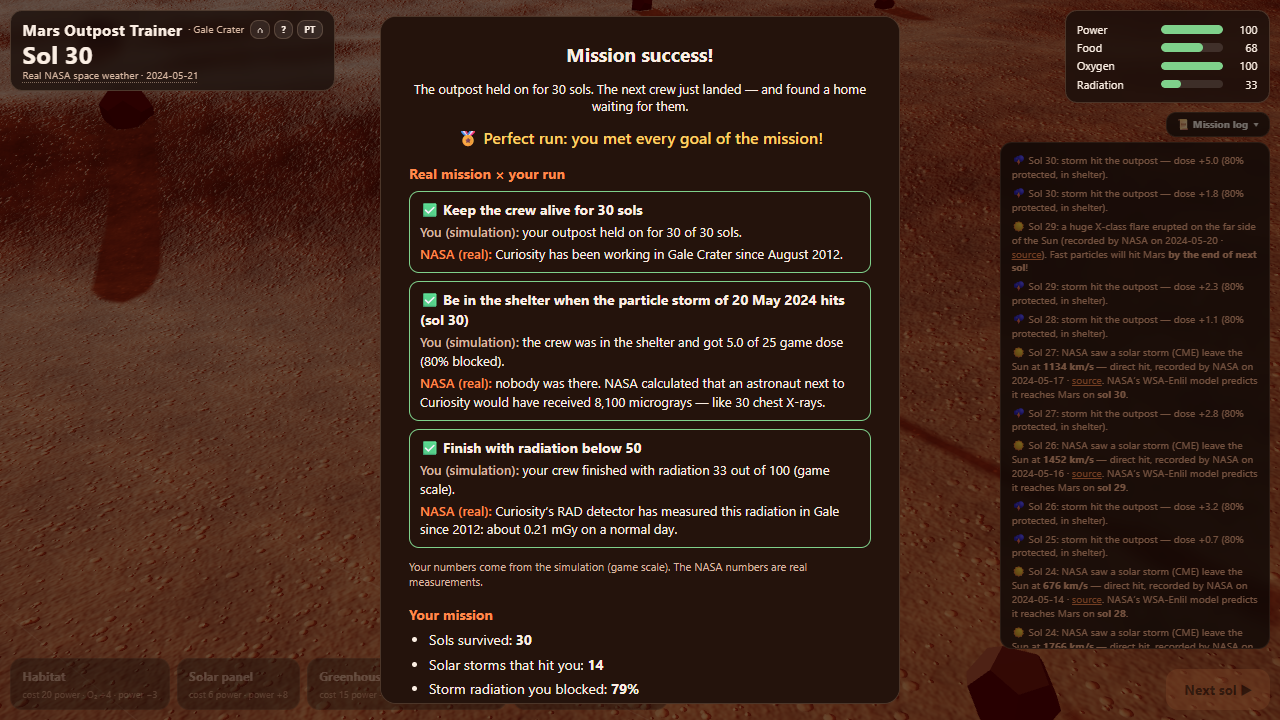 Mars Outpost Trainer · Gale Crater ∩ ? PT
Sol 30
Real NASA space weather · 2024-05-21
Mission success!
The outpost held on for 30 sols. The next crew just landed — and found a home
waiting for them.
🏅 Perfect run: you met every goal of the mission!
Real mission × your run
✅ Keep the crew alive for 30 sols
You (simulation): your outpost held on for 30 of 30 sols.
NASA (real): Curiosity has been working in Gale Crater since August 2012.
✅ Be in the shelter when the particle storm of 20 May 2024 hits
(sol 30)
You (simulation): the crew was in the shelter and got 5.0 of 25 game dose
(80% blocked).
NASA (real): nobody was there. NASA calculated that an astronaut next to
Curiosity would have received 8,100 micrograys — like 30 chest X-rays.
✅ Finish with radiation below 50
You (simulation): your crew finished with radiation 33 out of 100 (game
scale).
NASA (real): Curiosity’s RAD detector has measured this radiation in Gale
since 2012: about 0.21 mGy on a normal day.
Your numbers come from the simulation (game scale). The NASA numbers are real
measurements.
Your mission
• Sols survived: 30
• Solar storms that hit you: 14
• Storm radiation you blocked: 79%
Power 100
Food 68
Oxygen 100
Radiation 33
Mission log ▾
Sol 30: storm hit the outpost — dose +5.0 (80%
protected, in shelter).
Sol 30: storm hit the outpost — dose +1.8 (80%
protected, in shelter).
Sol 29: a huge X-class flare erupted on the far side
of the Sun (recorded by NASA on 2024-05-20 ·
source). Fast particles will hit Mars by the end of next
sol!
Sol 29: storm hit the outpost — dose +2.3 (80%
protected, in shelter).
Sol 28: storm hit the outpost — dose +1.1 (80%
protected, in shelter).
Sol 27: NASA saw a solar storm (CME) leave the
Sun at 1134 km/s — direct hit, recorded by NASA on
2024-05-17 · source. NASA’s WSA-Enlil model predicts
it reaches Mars on sol 30.
Sol 27: storm hit the outpost — dose +2.8 (80%
protected, in shelter).
Sol 26: NASA saw a solar storm (CME) leave the
Sun at 1452 km/s — direct hit, recorded by NASA on
2024-05-16 · source. NASA’s WSA-Enlil model predicts
it reaches Mars on sol 29.
Sol 26: storm hit the outpost — dose +3.2 (80%
protected, in shelter).
Sol 25: storm hit the outpost — dose +0.7 (80%
protected, in shelter).
Sol 24: NASA saw a solar storm (CME) leave the
Sun at 676 km/s — direct hit, recorded by NASA on
2024-05-14 · source. NASA’s WSA-Enlil model predicts
it reaches Mars on sol 28.
Sol 24: NASA saw a solar storm (CME) leave the
Sun at 1766 km/s — direct hit, recorded by NASA on
Habitat
cost 20 power · O₂ −4 · power −3
Solar panel
cost 6 power · power +8
Greenhous
cost 15 power
Next sol ▶